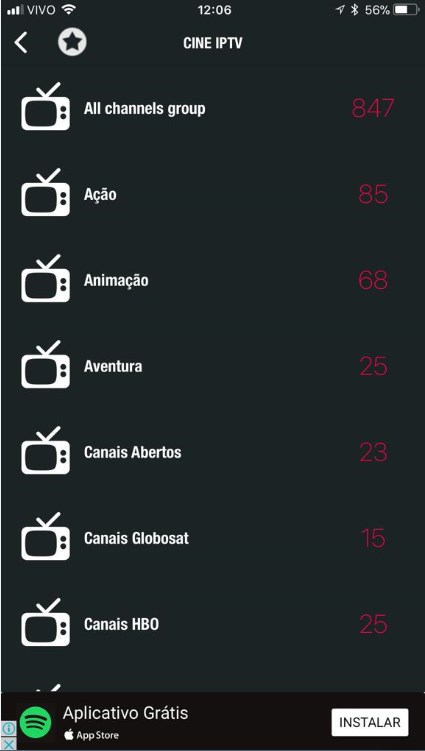 VIVO 12:06 56%
CINE IPTV
All channels group 847
Ação 85
Animação 68
Aventura 25
Canais Abertos 23
Canais Globosat 15
Canais HBO 25
Aplicativo Grátis
App Store
INSTALAR